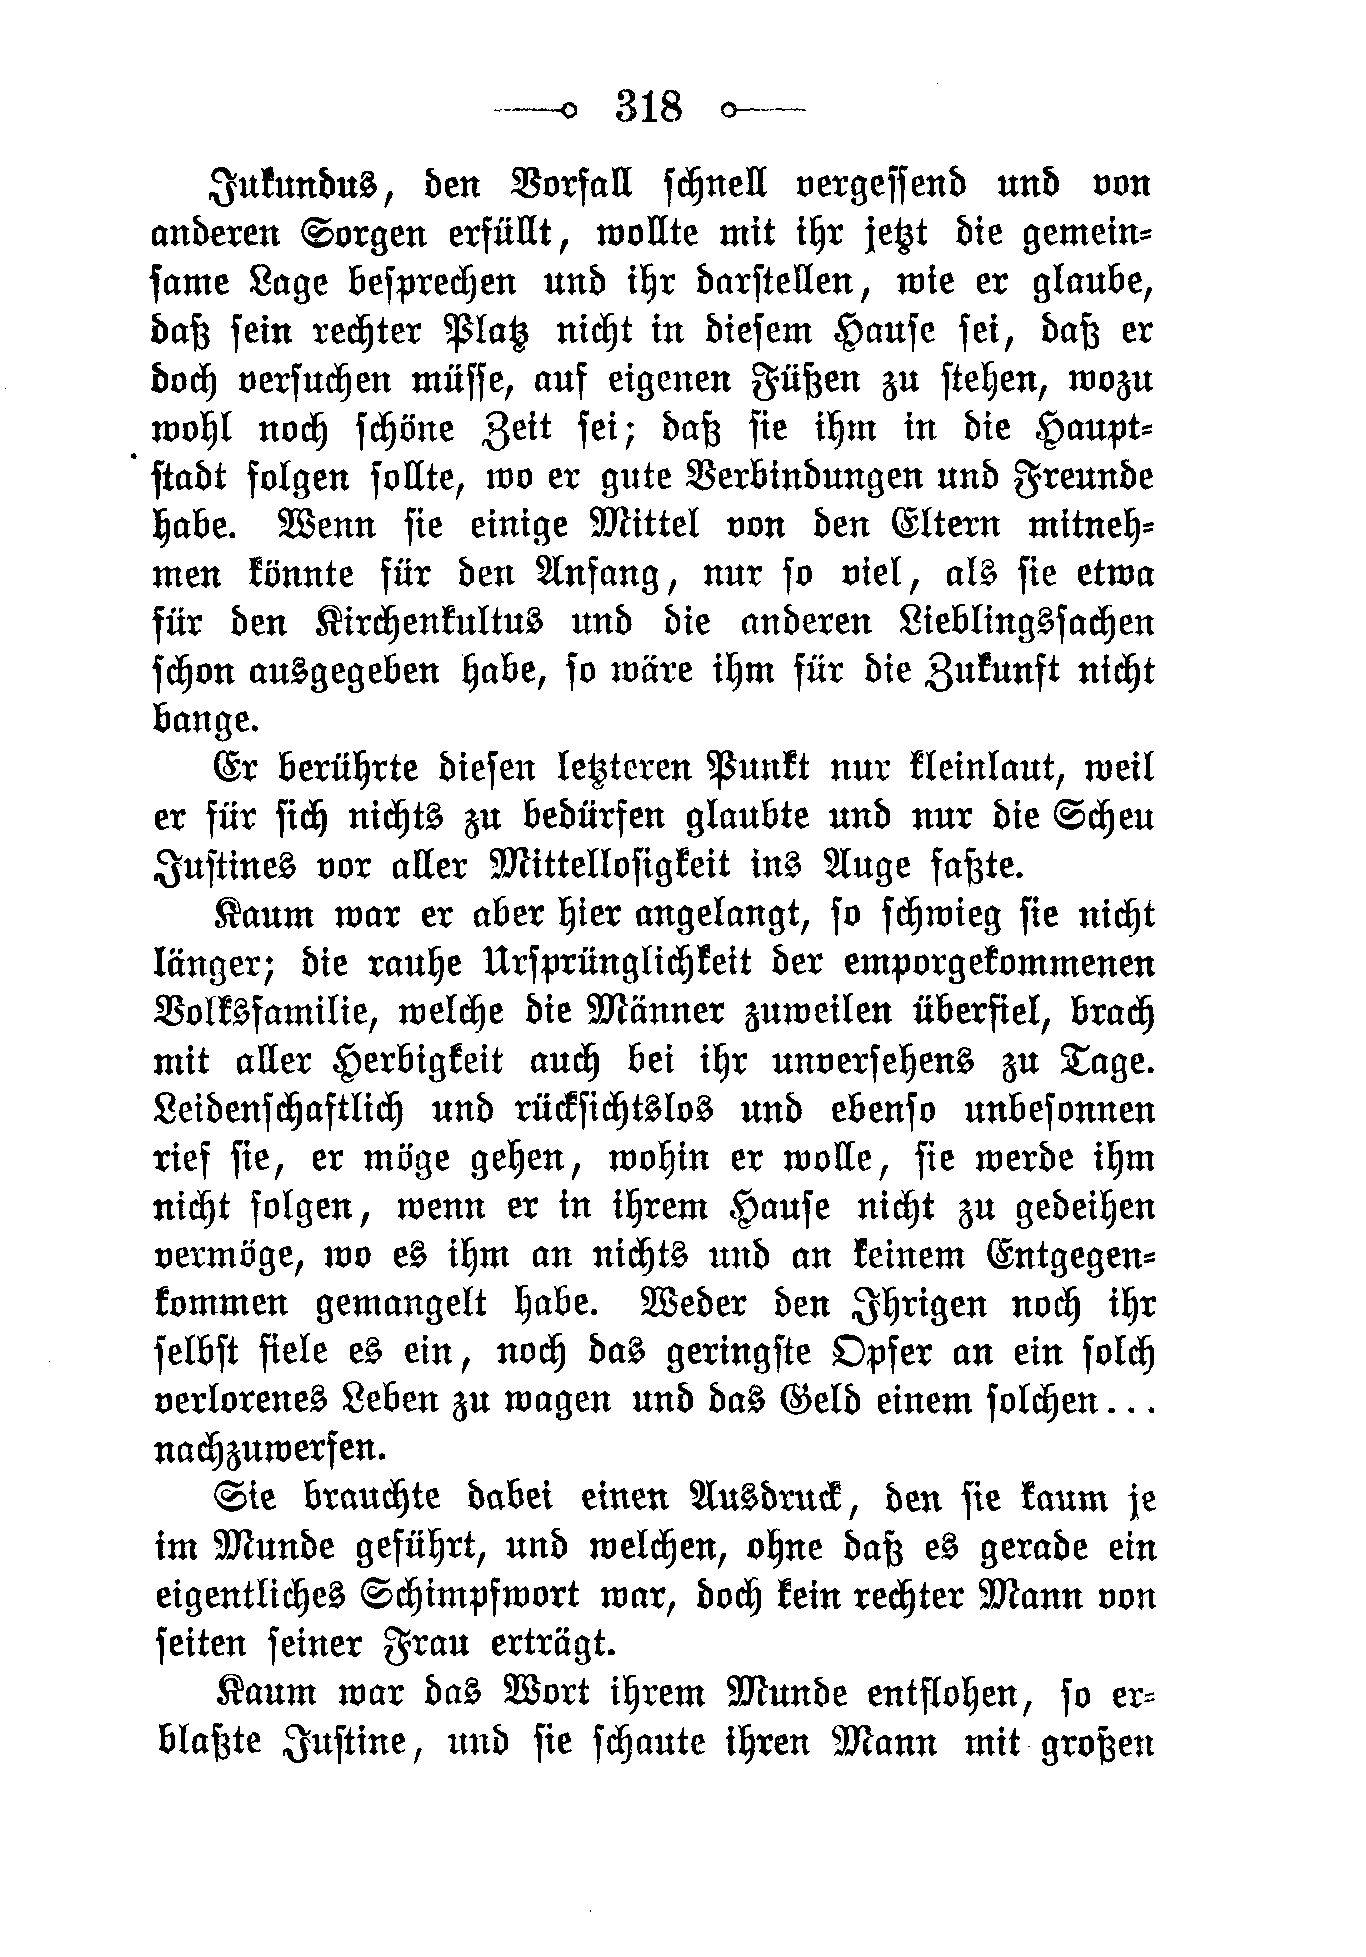 318
Jukundus, den Vorfall schnell vergessend und von
anderen Sorgen erfüllt, wollte mit ihr jetzt die gemein=
same Lage besprechen und ihr darstellen, wie er glaube,
daß sein rechter Platz nicht in diesem Hause sei, daß er
doch versuchen müsse, auf eigenen Füßen zu stehen, wozu
wohl noch schöne Zeit sei; daß sie ihm in die Haupt=
stadt folgen sollte, wo er gute Verbindungen und Freunde
habe. Wenn sie einige Mittel von den Eltern mitneh=
men könnte für den Anfang, nur so viel, als sie etwa
für den Kirchenkultus und die anderen Lieblingssachen
schon ausgegeben habe, so wäre ihm für die Zukunft nicht
bange.
Er berührte diesen letzteren Punkt nur kleinlaut, weil
er für sich nichts zu bedürfen glaubte und nur die Scheu
Justines vor aller Mittellosigkeit ins Auge faßte.
Kaum war er aber hier angelangt, so schwieg sie nicht
länger; die rauhe Ursprünglichkeit der emporgekommenen
Volksfamilie, welche die Männer zuweilen überfiel, brach
mit aller Herbigkeit auch bei ihr unversehens zu Tage.
Leidenschaftlich und rücksichtslos und ebenso unbesonnen
rief sie, er möge gehen, wohin er wolle, sie werde ihm
nicht folgen, wenn er in ihrem Hause nicht zu gedeihen
vermöge, wo es ihm an nichts und an keinem Entgegen=
kommen gemangelt habe. Weder den Ihrigen noch ihr
selbst fiele es ein, noch das geringste Opfer an ein solch
verlorenes Leben zu wagen und das Geld einem solchen...
nachzuwerfen.
Sie brauchte dabei einen Ausdruck, den sie kaum je
im Munde geführt, und welchen, ohne daß es gerade ein
eigentliches Schimpfwort war, doch kein rechter Mann von
seiten seiner Frau erträgt.
Kaum war das Wort ihrem Munde entflohen, so er=
blaßte Justine, und sie schaute ihren Mann mit großen